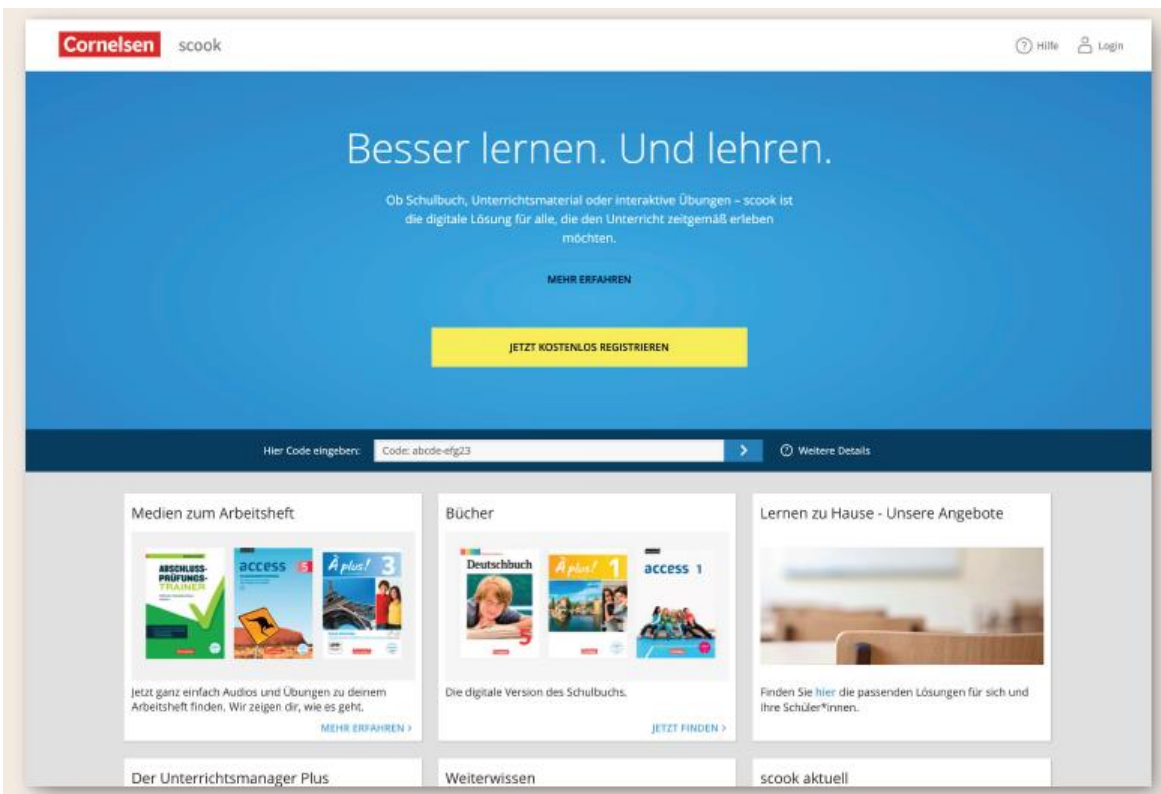 Cornelsen scook
Hilfe Login
Besser lernen. Und lehren.
Ob Schulbuch, Unterrichtsmaterial oder interaktive Übungen – scook ist
die digitale Lösung für alle, die den Unterricht zeitgemäß erleben
möchten.
MEHR ERFAHREN
JETZT KOSTENLOS REGISTRIEREN
Hier Code eingeben: Code: abcde-efg23 Weitere Details
Medien zum Arbeitsheft
ABSCHLUSS-
PRÜFUNGS-
TRAINER
access 5
À plus! 3
Jetzt ganz einfach Audios und Übungen zu deinem
Arbeitsheft finden. Wir zeigen dir, wie es geht.
MEHR ERFAHREN >
Bücher
Deutschbuch
5
À plus! 1
access 1
Die digitale Version des Schulbuchs.
JETZT FINDEN >
Lernen zu Hause - Unsere Angebote
Finden Sie hier die passenden Lösungen für sich und
Ihre Schüler*innen.
Der Unterrichtsmanager Plus
Weiterwissen
scook aktuell